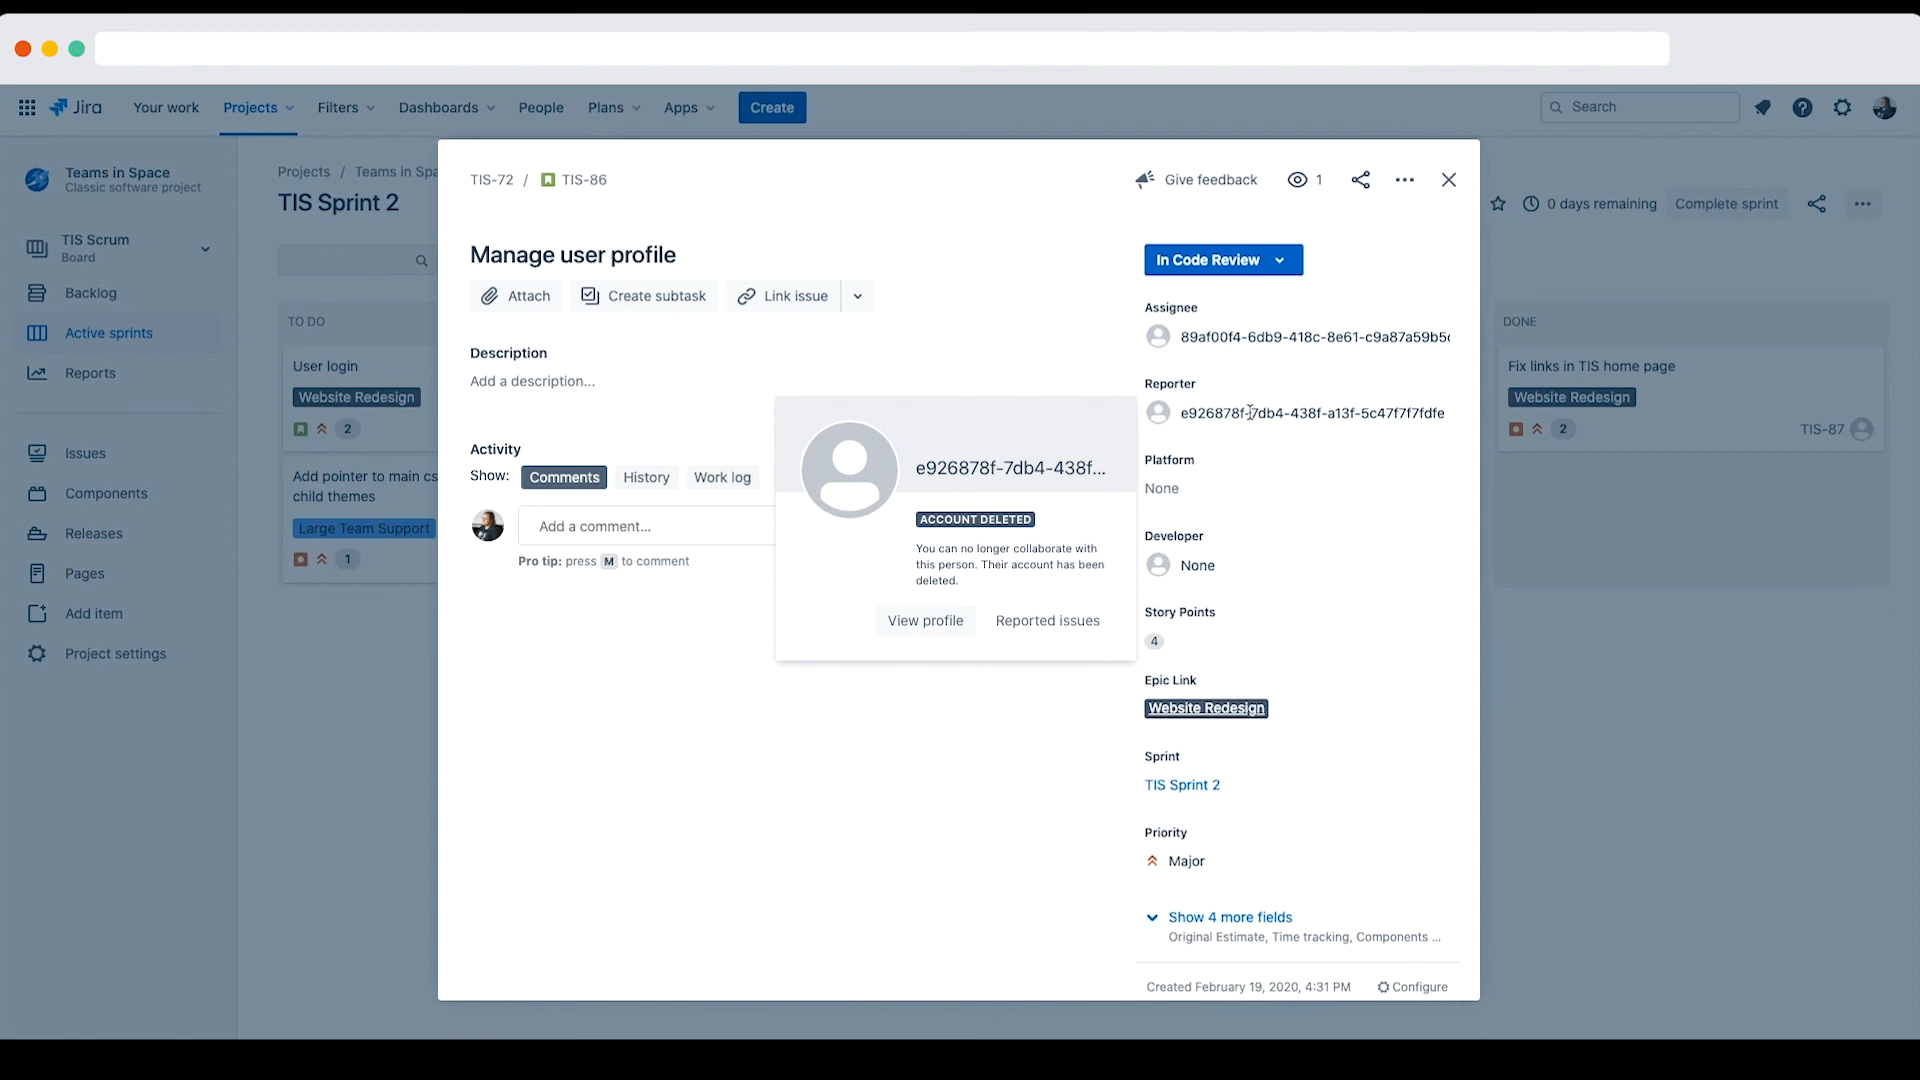 Jira
Your work
Projects
Filters
Dashboards
People
Plans
Apps
Create
Search
Teams in Space
Classic software project
TIS Scrum
Board
Backlog
Active sprints
Reports
Issues
Components
Releases
Pages
Add item
Project settings
Projects / Teams in Spa
TIS Sprint 2
0 days remaining
Complete sprint
TO DO
User login
Website Redesign
2
Add pointer to main cs
child themes
Large Team Support
1
TIS-72 / TIS-86
Give feedback
1
Manage user profile
Attach
Create subtask
Link issue
Description
Add a description...
Activity
Show: Comments History Work log
Add a comment...
Pro tip: press M to comment
e926878f-7db4-438f...
ACCOUNT DELETED
You can no longer collaborate with
this person. Their account has been
deleted.
View profile
Reported issues
In Code Review
Assignee
89af00f4-6db9-418c-8e61-c9a87a59b5
Reporter
e926878f-7db4-438f-a13f-5c47f7f7fdfe
Platform
None
Developer
None
Story Points
4
Epic Link
Website Redesign
Sprint
TIS Sprint 2
Priority
Major
Show 4 more fields
Original Estimate, Time tracking, Components ...
Created February 19, 2020, 4:31 PM
Configure
DONE
Fix links in TIS home page
Website Redesign
2
TIS-87